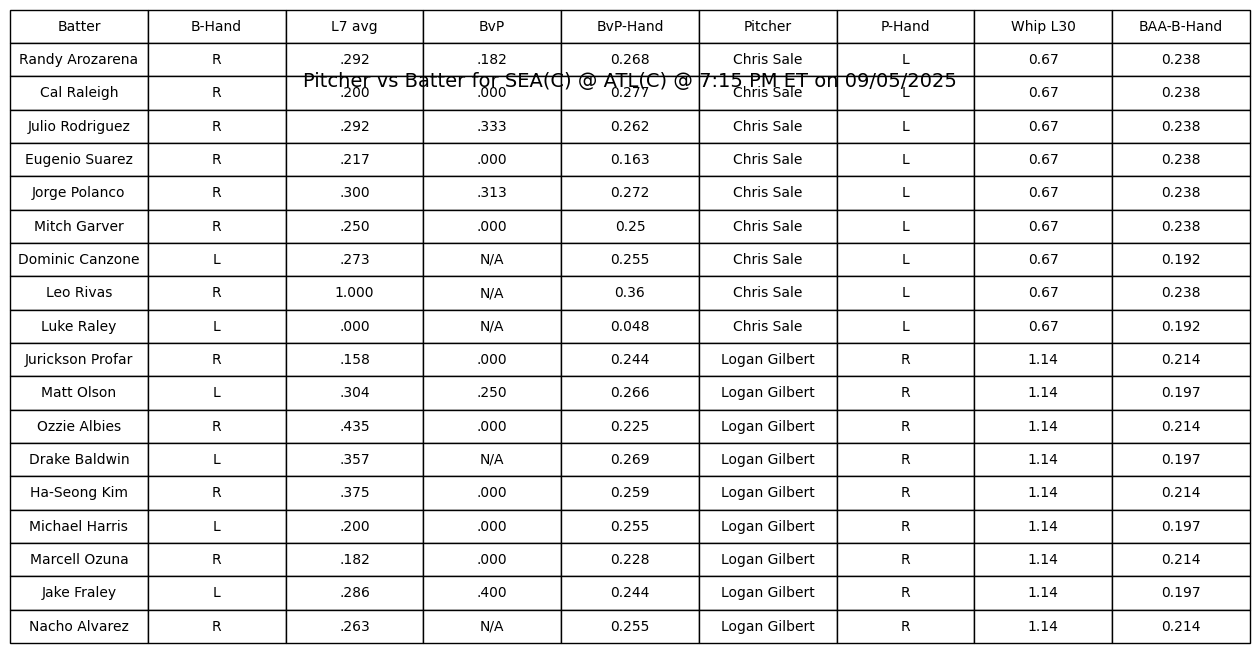 Batter B-Hand L7 avg BvP BvP-Hand Pitcher P-Hand Whip L30 BAA-B-Hand
Randy Arozarena R .292 .182 0.268 Chris Sale L 0.67 0.238
Pitcher vs Batter for SEA(C) @ ATL(C) @ 7:15 PM ET on 09/05/2025
Cal Raleigh R .200 .000 0.277 Chris Sale L 0.67 0.238
Julio Rodriguez R .292 .333 0.262 Chris Sale L 0.67 0.238
Eugenio Suarez R .217 .000 0.163 Chris Sale L 0.67 0.238
Jorge Polanco R .300 .313 0.272 Chris Sale L 0.67 0.238
Mitch Garver R .250 .000 0.25 Chris Sale L 0.67 0.238
Dominic Canzone L .273 N/A 0.255 Chris Sale L 0.67 0.192
Leo Rivas R 1.000 N/A 0.36 Chris Sale L 0.67 0.238
Luke Raley L .000 N/A 0.048 Chris Sale L 0.67 0.192
Jurickson Profar R .158 .000 0.244 Logan Gilbert R 1.14 0.214
Matt Olson L .304 .250 0.266 Logan Gilbert R 1.14 0.197
Ozzie Albies R .435 .000 0.225 Logan Gilbert R 1.14 0.214
Drake Baldwin L .357 N/A 0.269 Logan Gilbert R 1.14 0.197
Ha-Seong Kim R .375 .000 0.259 Logan Gilbert R 1.14 0.214
Michael Harris L .200 .000 0.255 Logan Gilbert R 1.14 0.197
Marcell Ozuna R .182 .000 0.228 Logan Gilbert R 1.14 0.214
Jake Fraley L .286 .400 0.244 Logan Gilbert R 1.14 0.197
Nacho Alvarez R .263 N/A 0.255 Logan Gilbert R 1.14 0.214